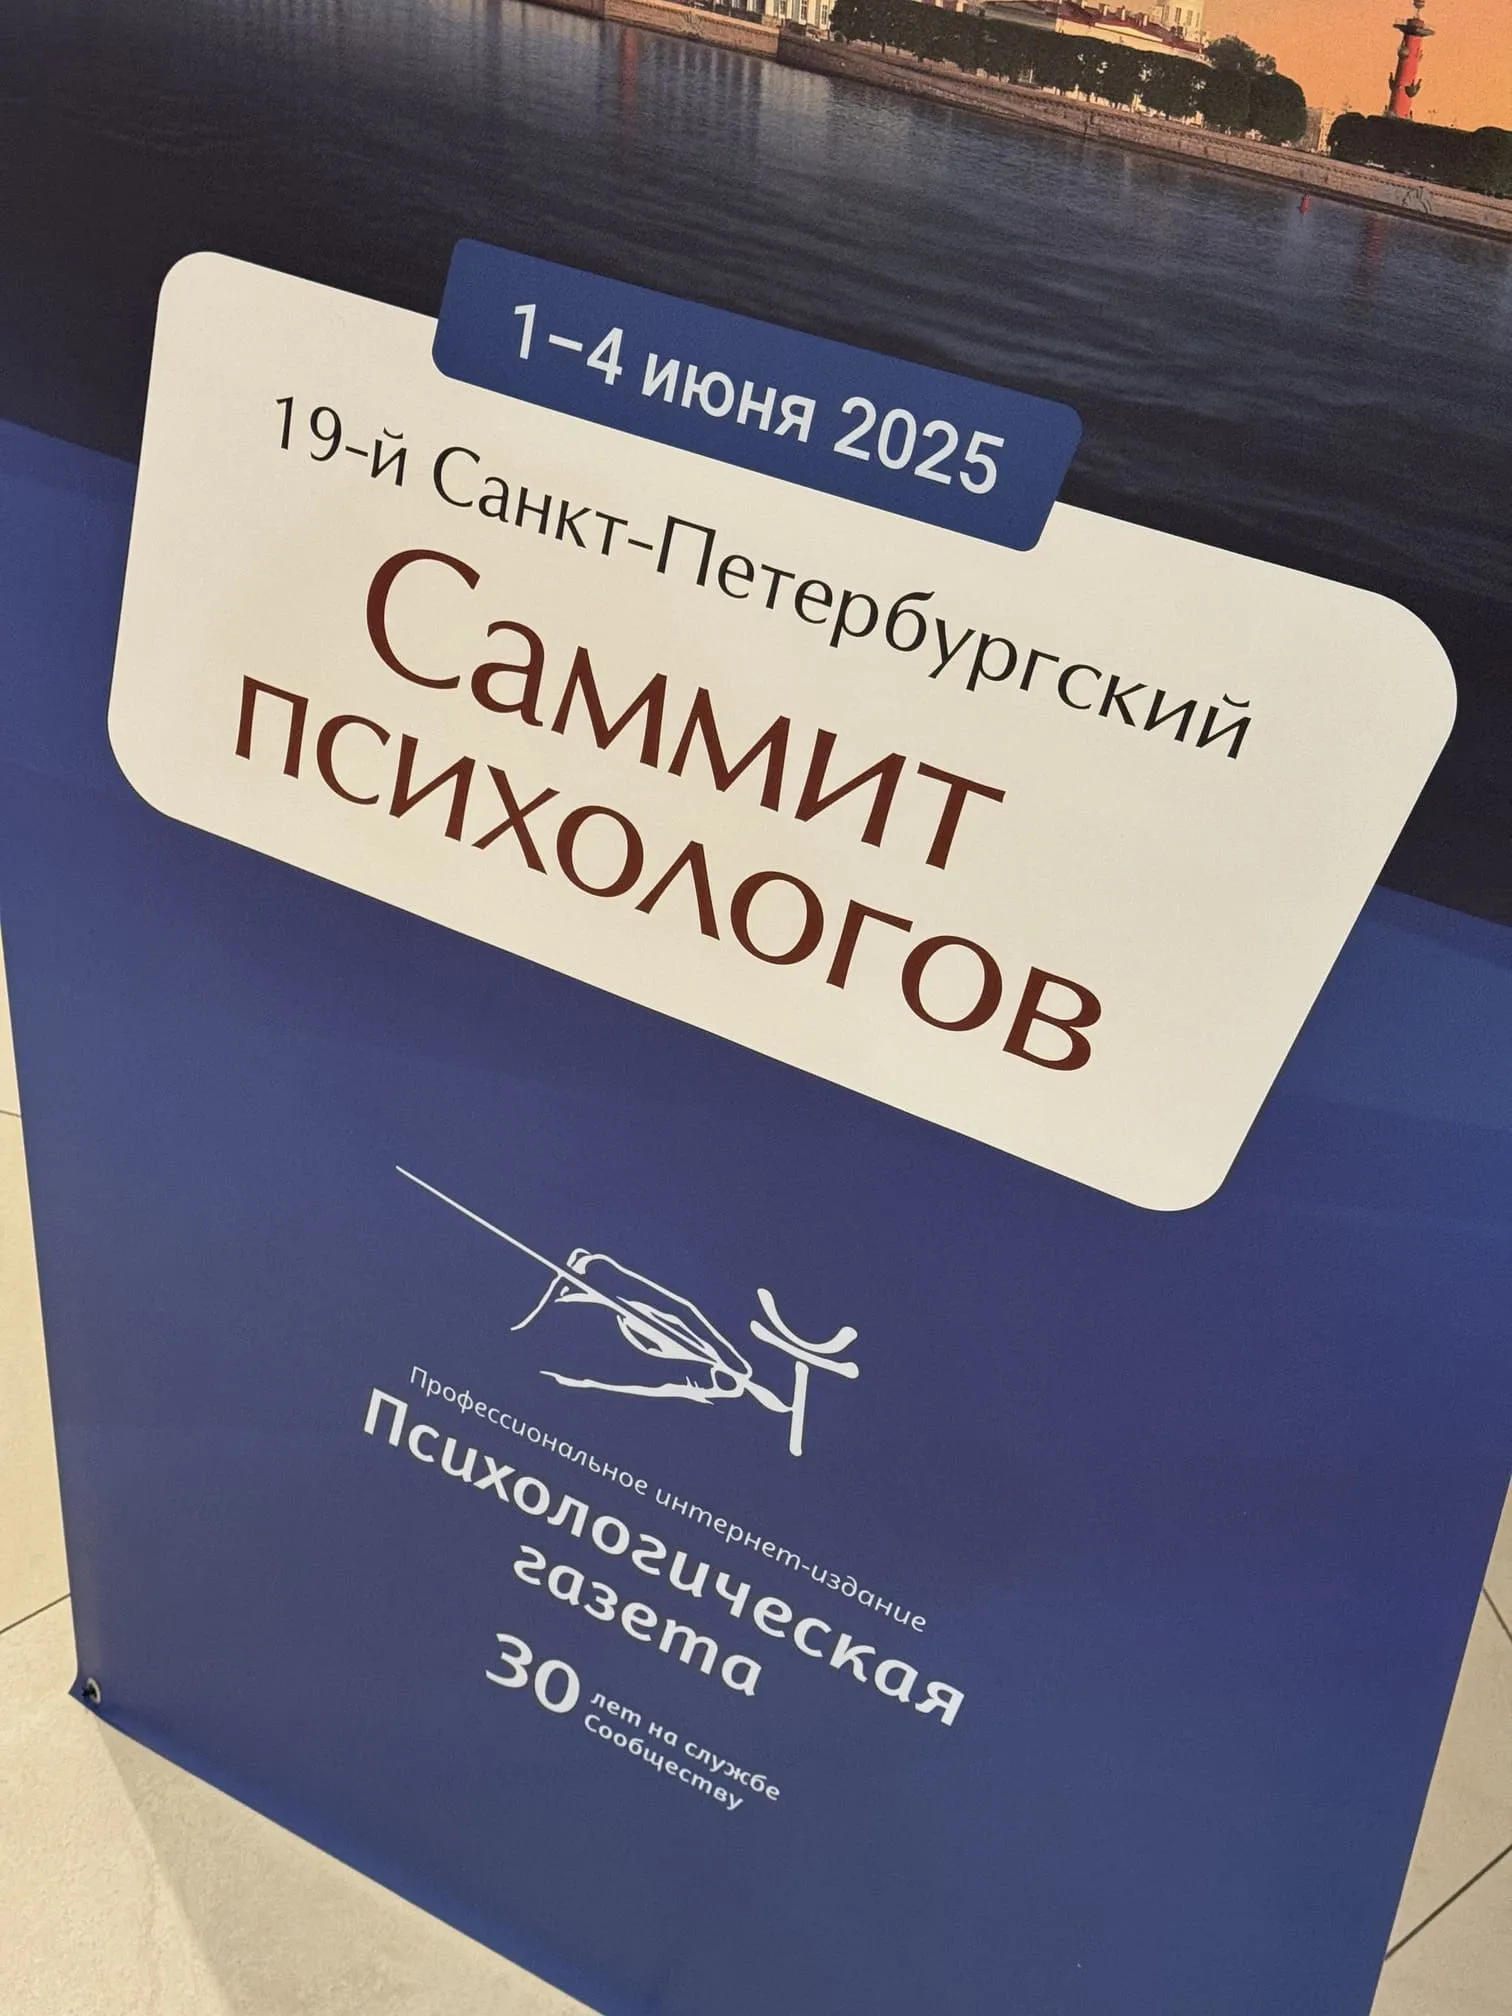 1–4 июня 2025
19-й Санкт-Петербургский
Саммит
психологов
Профессиональное интернет-издание
Психологическая
газета
30 лет на службе
Сообществу